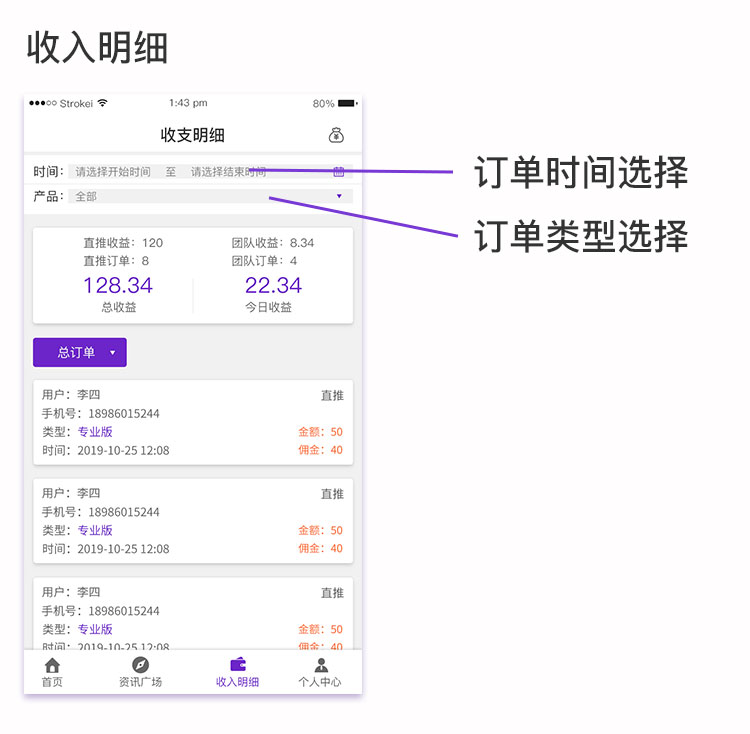 收入明细
Strokei 1:43 pm 80%
收支明细
时间： 请选择开始时间 至 请选择结束时间
订单时间选择
产品： 全部
订单类型选择
直推收益：120 团队收益：8.34
直推订单：8 团队订单：4
128.34 22.34
总收益 今日收益
总订单
用户：李四 直推
手机号：18986015244
类型：专业版 金额：50
时间：2019-10-25 12:08 佣金：40
用户：李四 直推
手机号：18986015244
类型：专业版 金额：50
时间：2019-10-25 12:08 佣金：40
用户：李四 直推
手机号：18986015244
类型：专业版 金额：50
时间：2019-10-25 12:08 佣金：40
首页 资讯广场 收入明细 个人中心